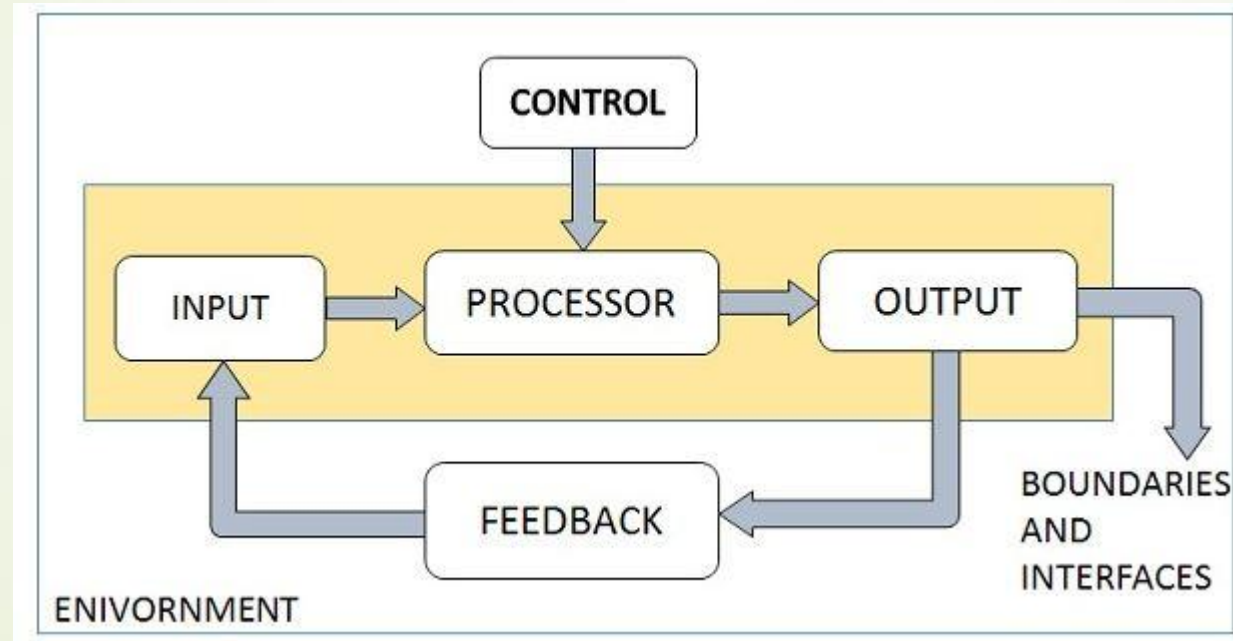 CONTROL
INPUT
PROCESSOR
OUTPUT
FEEDBACK
BOUNDARIES
AND
INTERFACES
ENIVORNMENT